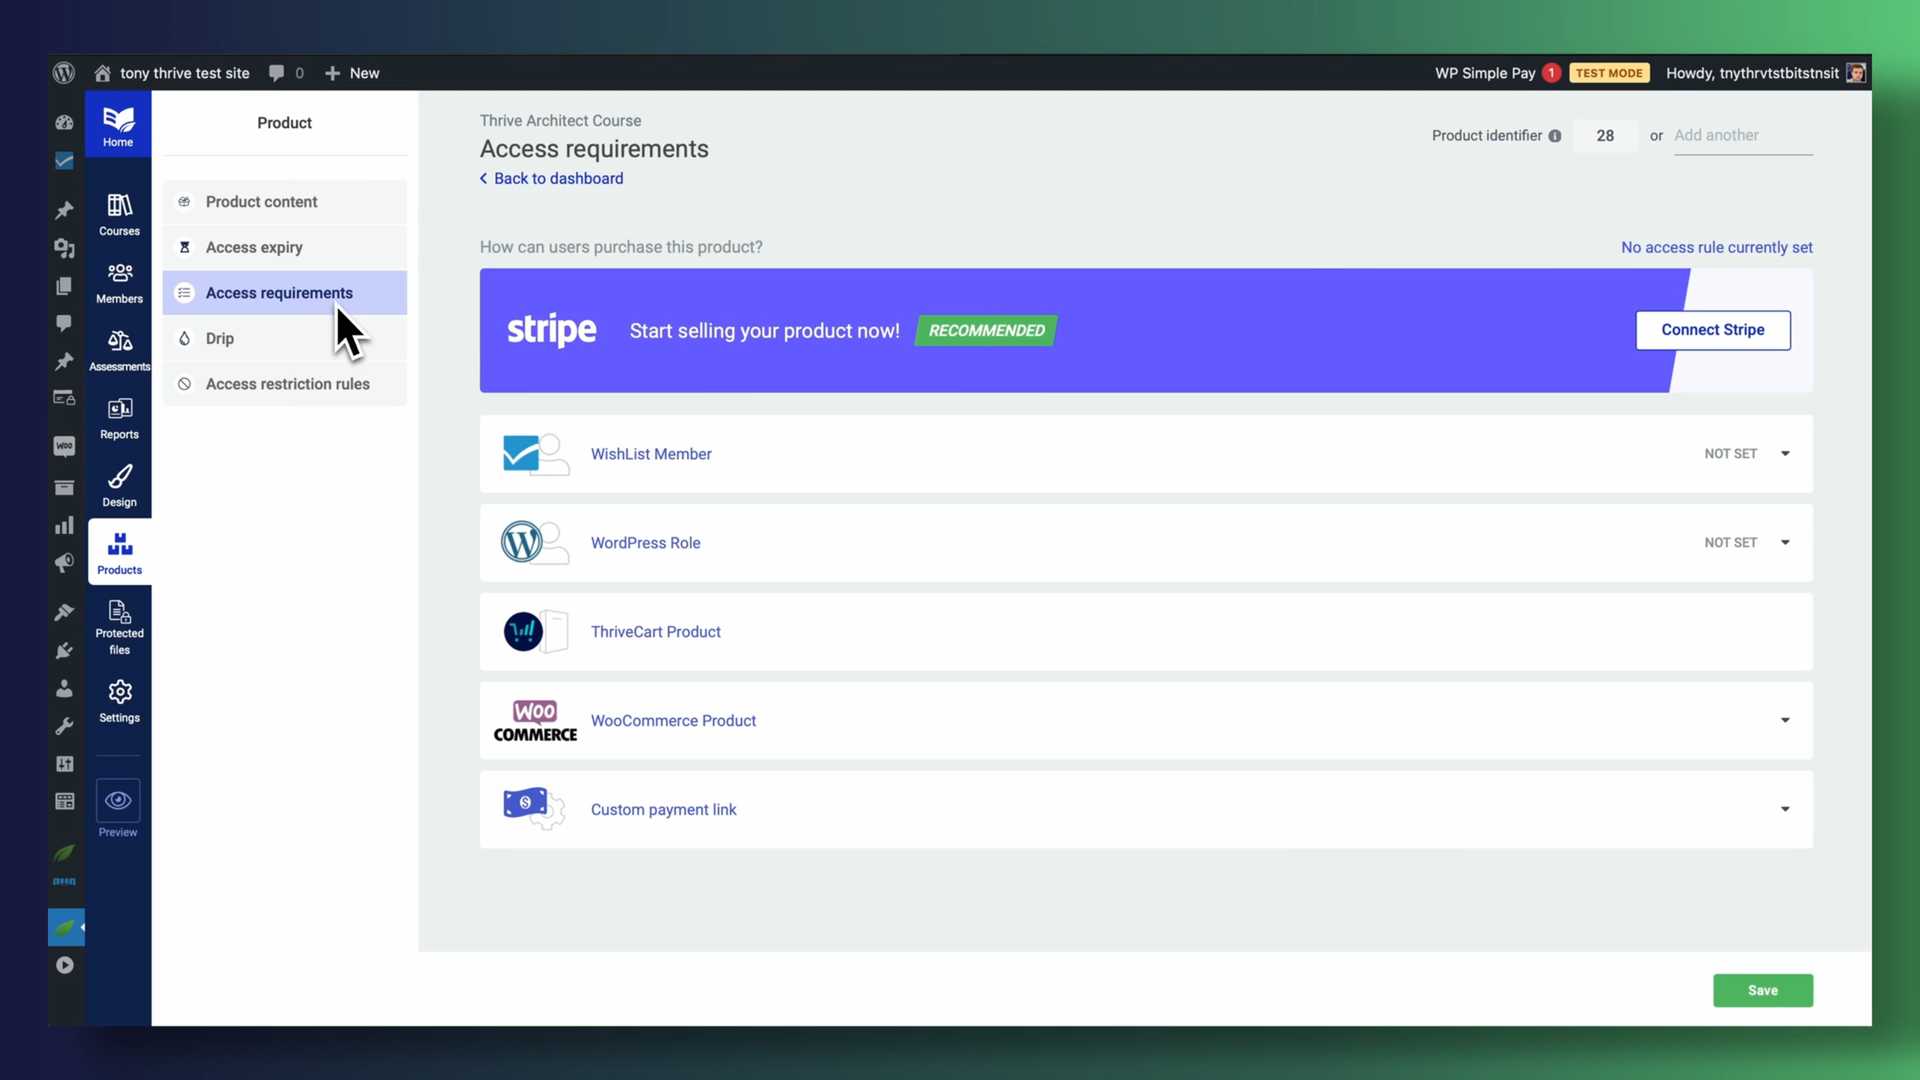 tony thrive test site
0
New
WP Simple Pay
1
TEST MODE
Howdy, tnythrvtstbitstnsit
Home
Courses
Members
Assessments
Reports
Design
Products
Protected
files
Settings
Preview
Product
Product content
Access expiry
Access requirements
Drip
Access restriction rules
Thrive Architect Course
Access requirements
Back to dashboard
Product identifier
28
or
Add another
How can users purchase this product?
No access rule currently set
stripe
Start selling your product now!
RECOMMENDED
Connect Stripe
WishList Member
NOT SET
WordPress Role
NOT SET
ThriveCart Product
WOO
COMMERCE
WooCommerce Product
Custom payment link
Save